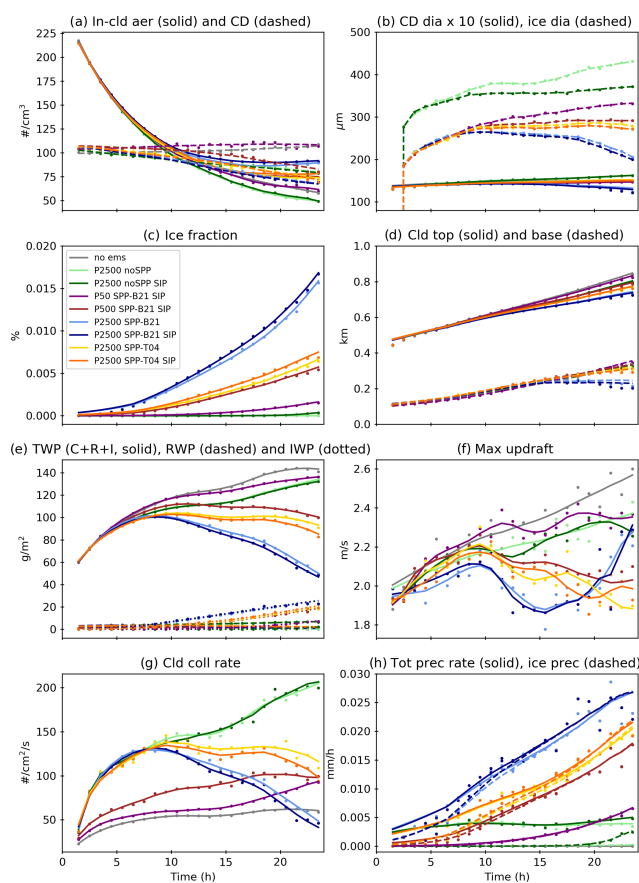 (a) In-cld aer (solid) and CD (dashed)
(b) CD dia x 10 (solid), ice dia (dashed)
225
200
175
150
125
100
75
50
#/cm³
500
400
300
200
100
μm
(c) Ice fraction
(d) Cld top (solid) and base (dashed)
0.020
0.015
0.010
0.005
0.000
%
no ems
P2500 noSPP
P2500 noSPP SIP
P50 SPP-B21 SIP
P500 SPP-B21 SIP
P2500 SPP-B21
P2500 SPP-B21 SIP
P2500 SPP-T04
P2500 SPP-T04 SIP
1.0
0.8
0.6
0.4
0.2
0.0
km
(e) TWP (C+R+I, solid), RWP (dashed) and IWP (dotted)
(f) Max updraft
140
120
100
80
60
40
20
0
g/m²
2.6
2.4
2.2
2.0
1.8
m/s
(g) Cld coll rate
(h) Tot prec rate (solid), ice prec (dashed)
200
150
100
50
#/cm²/s
0 5 10 15 20
Time (h)
0.030
0.025
0.020
0.015
0.010
0.005
0.000
mm/h
0 5 10 15 20
Time (h)